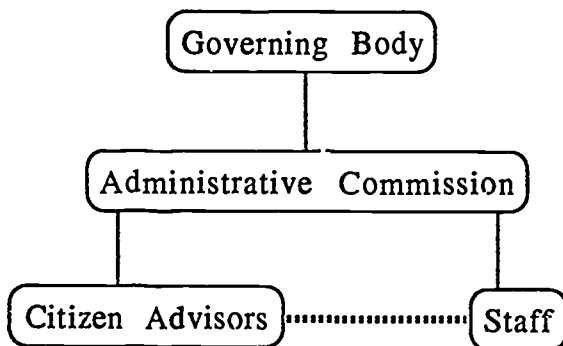 Governing Body
Administrative Commission
Citizen Advisors
Staff